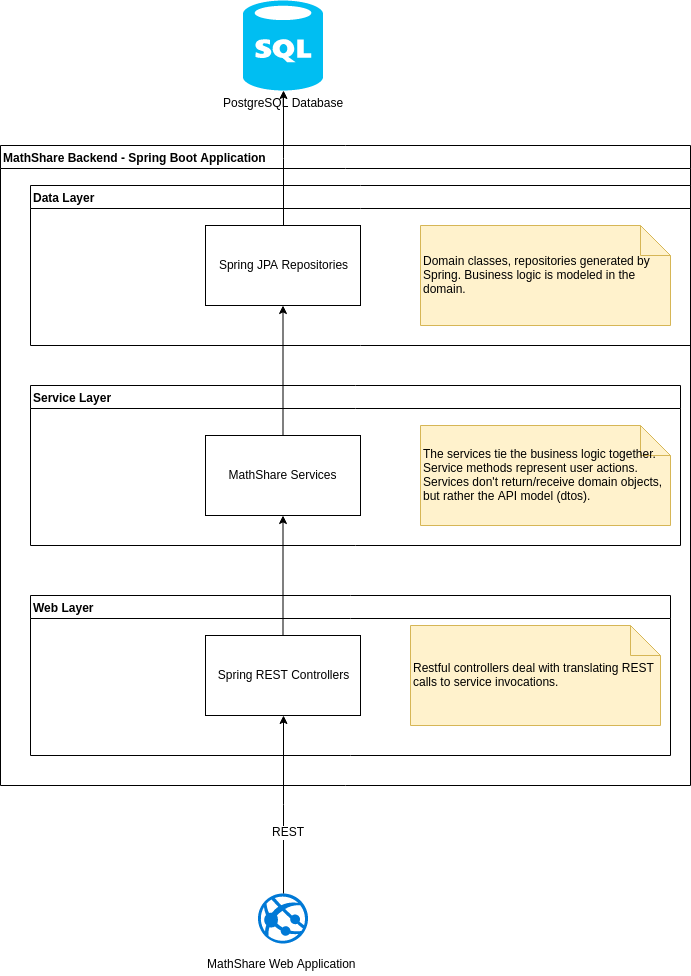 SQL
PostgreSQL Database
MathShare Backend - Spring Boot Application
Data Layer
Spring JPA Repositories
Domain classes, repositories generated by
Spring. Business logic is modeled in the
domain.
Service Layer
MathShare Services
The services tie the business logic together.
Service methods represent user actions.
Services don't return/receive domain objects,
but rather the API model (dtos).
Web Layer
Spring REST Controllers
Restful controllers deal with translating REST
calls to service invocations.
REST
MathShare Web Application